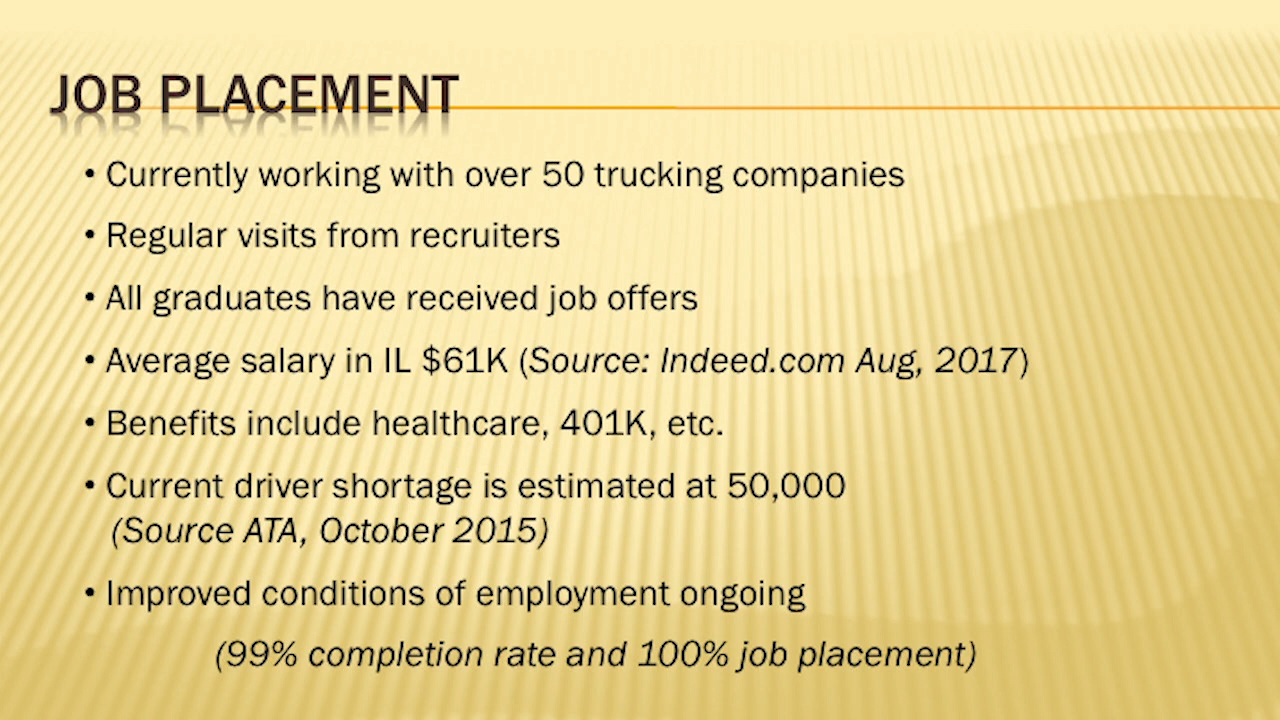 JOB PLACEMENT
• Currently working with over 50 trucking companies
• Regular visits from recruiters
• All graduates have received job offers
• Average salary in IL $61K (Source: Indeed.com Aug, 2017)
• Benefits include healthcare, 401K, etc.
• Current driver shortage is estimated at 50,000
(Source ATA, October 2015)
• Improved conditions of employment ongoing
(99% completion rate and 100% job placement)